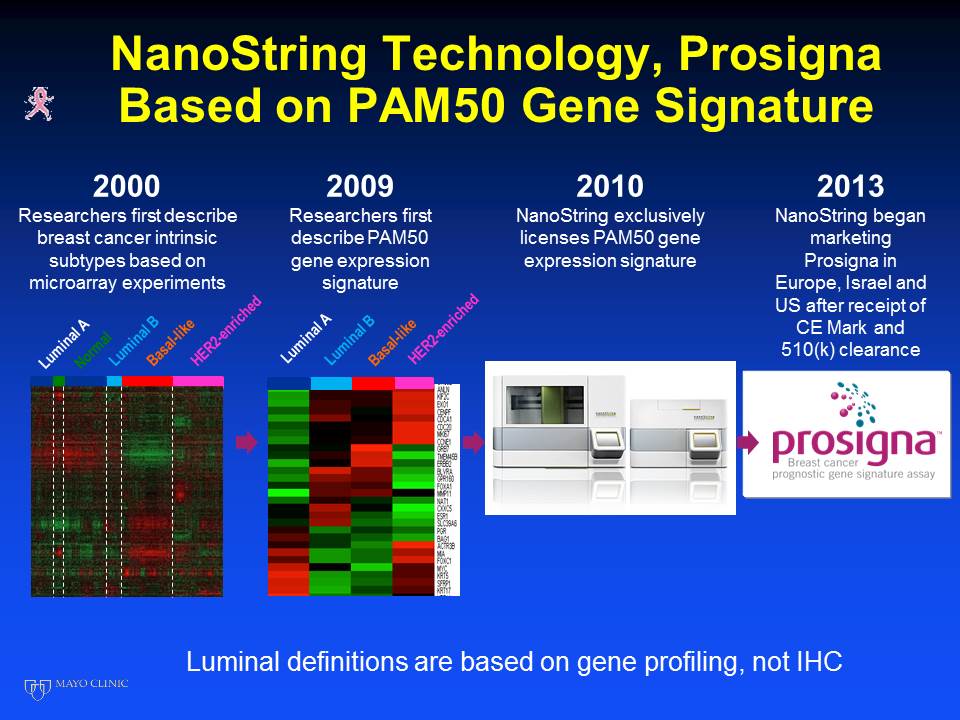 NanoString Technology, Prosigna
Based on PAM50 Gene Signature
2000
Researchers first describe
breast cancer intrinsic
subtypes based on
microarray experiments
2009
Researchers first
describe PAM50
gene expression
signature
2010
NanoString exclusively
licenses PAM50 gene
expression signature
2013
NanoString began
marketing
Prosigna in
Europe, Israel and
US after receipt of
CE Mark and
510(k) clearance
Luminal A
Normal
Luminal B
Basal-like
HER2-enriched
Luminal A
Luminal B
Basal-like
HER2-enriched
ANLN
KIF2C
EXO1
CENPF
CDCA1
CDC20
MKI67
CCNE1
GRB7
TMEM45B
ERBB2
BLVRA
GPR160
FOXA1
MMP11
NAT1
CXXC5
ESR1
SLC39A6
PGR
BAG1
ACTR3B
MIA
FOXC1
MYC
KRT5
SFRP1
KRT17
prosigna™
Breast cancer
prognostic gene signature assay
Luminal definitions are based on gene profiling, not IHC
MAYO CLINIC